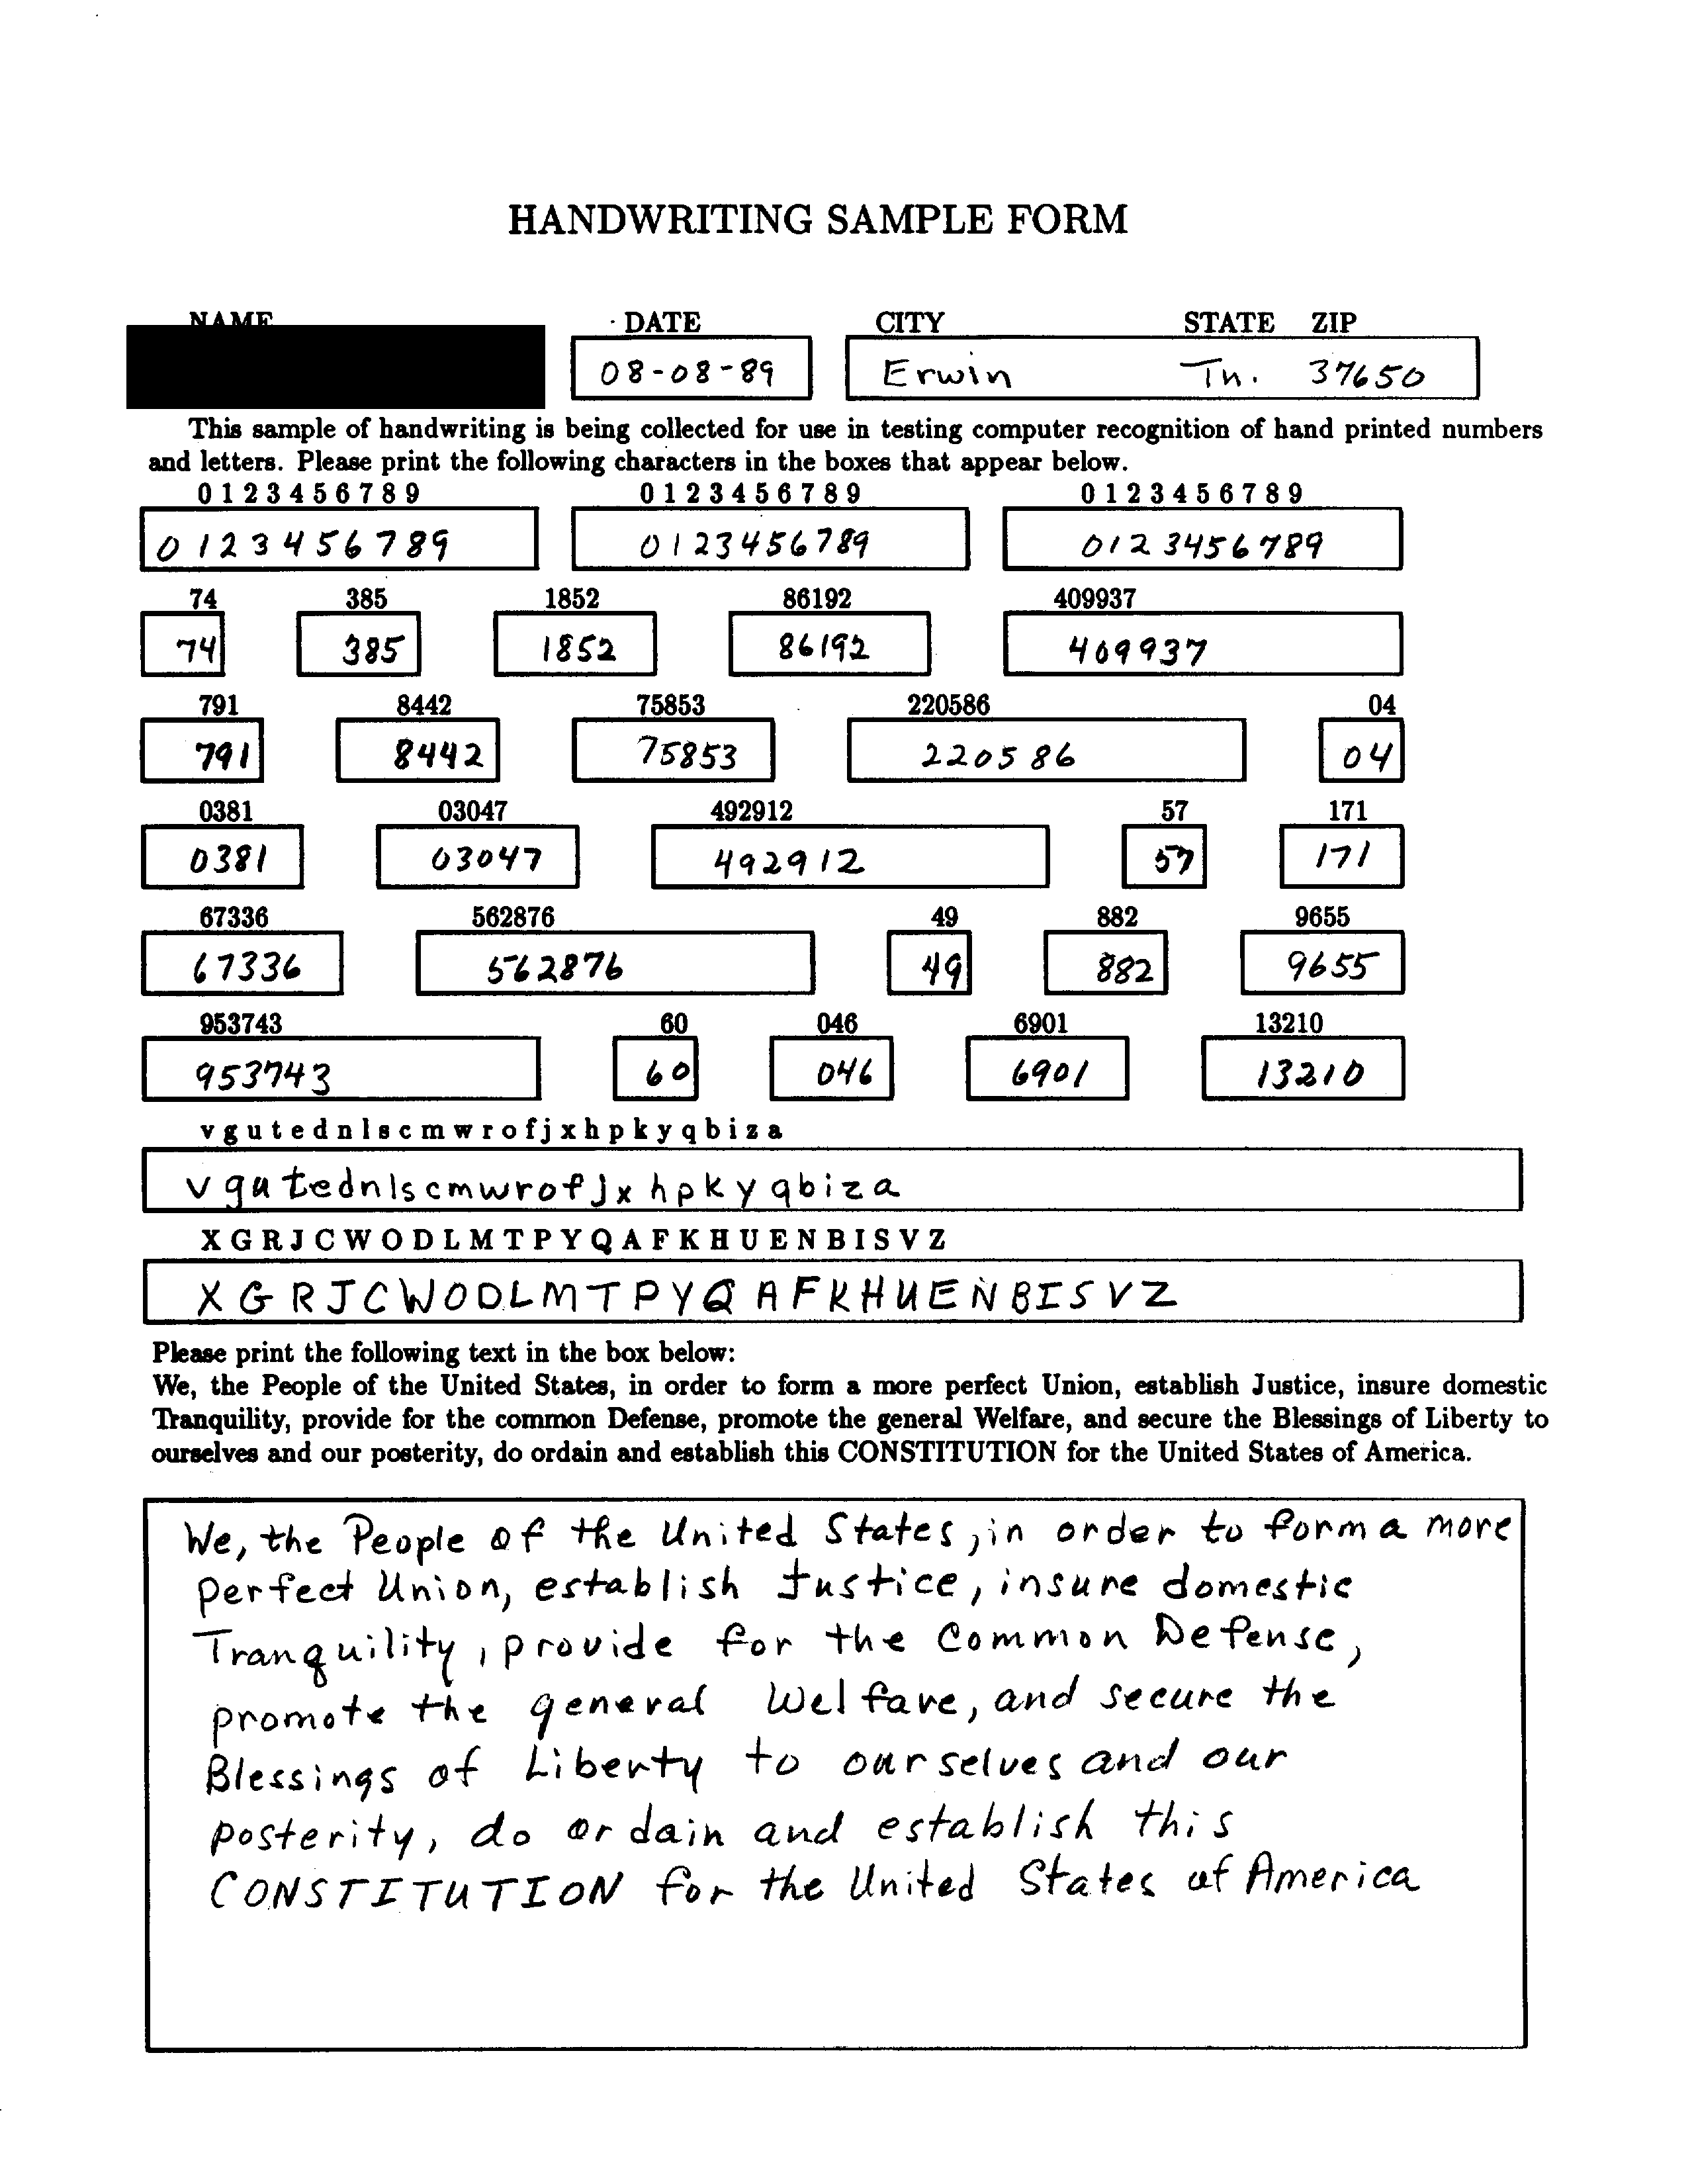 HANDWRITING SAMPLE FORM
NAME DATE CITY STATE ZIP
08-08-89 Erwin Tn. 37650
This sample of handwriting is being collected for use in testing computer recognition of hand printed numbers
and letters. Please print the following characters in the boxes that appear below.
0 1 2 3 4 5 6 7 8 9 0 1 2 3 4 5 6 7 8 9 0 1 2 3 4 5 6 7 8 9
0123456789 0123456789 0123456789
74 385 1852 86192 409937
74 385 1852 86192 409937
791 8442 75853 220586 04
791 8442 75853 220586 04
0381 03047 492912 57 171
0381 03047 492912 57 171
67336 562876 49 882 9655
67336 562876 49 882 9655
953743 60 046 6901 13210
953743 60 046 6901 13210
v g u t e d n l s c m w r o f j x h p k y q b i z a
vgutednlscmwrofjxhpkyqbiza
X G R J C W O D L M T P Y Q A F K H U E N B I S V Z
XGRJCWODLMTPYQAFKHUENBISVZ
Please print the following text in the box below:
We, the People of the United States, in order to form a more perfect Union, establish Justice, insure domestic
Tranquility, provide for the common Defense, promote the general Welfare, and secure the Blessings of Liberty to
ourselves and our posterity, do ordain and establish this CONSTITUTION for the United States of America.
We, the People of the United States, in order to form a more
perfect Union, establish Justice, insure domestic
Tranquility, provide for the Common Defense,
promote the general Welfare, and secure the
Blessings of Liberty to ourselves and our
posterity, do ordain and establish this
CONSTITUTION for the United States of America